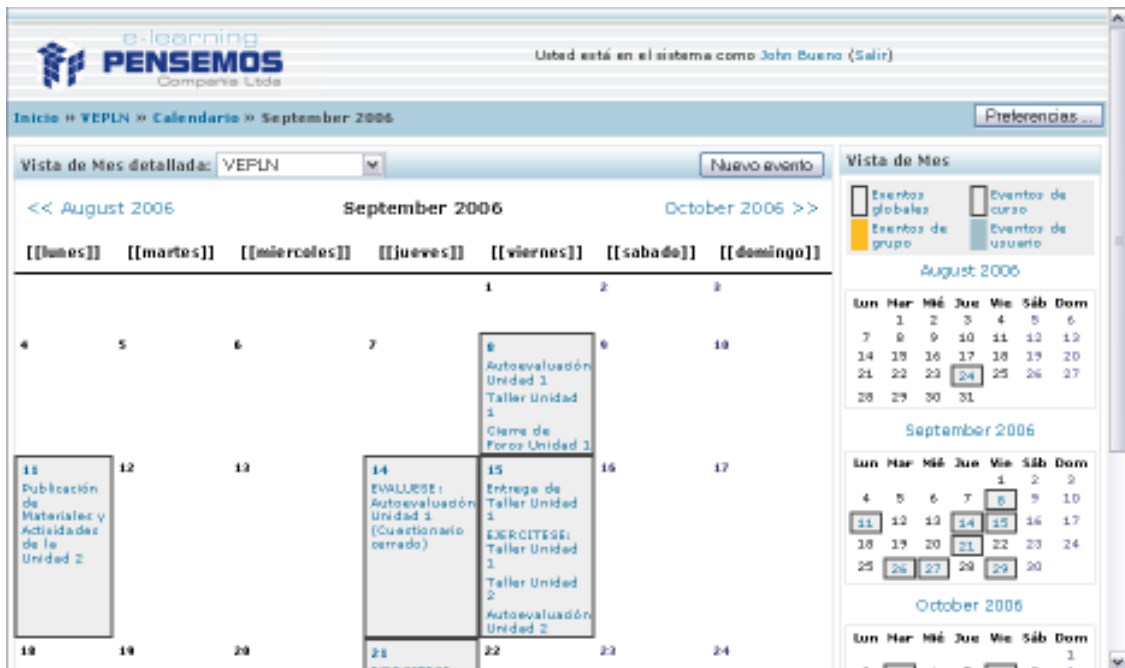 e-learning
PENSEMOS
Compañía Ltda
Usted está en el sistema como John Bueno (Salir)
Inicio » VEPLN » Calendario » September 2006
Preferencias ...
Vista de Mes detallada: VEPLN
Nuevo evento
<< August 2006 September 2006 October 2006 >>
[[lunes]] [[martes]] [[miercoles]] [[jueves]] [[viernes]] [[sabado]] [[domingo]]
1 2 3
4 5 6 7 8 9 10
Autoevaluación
Unidad 1
Taller Unidad
1
Cierre de
Foros Unidad 1
11 12 13 14 15 16 17
Publicación
de
Materiales y
Actividades
de la
Unidad 2
EVALUESE:
Autoevaluación
Unidad 1
(Cuestionario
cerrado)
Entrega de
Taller Unidad
1
EJERCITESE:
Taller Unidad
1
Taller Unidad
2
Autoevaluación
Unidad 2
18 19 20 21 22 23 24
Vista de Mes
Eventos
globales
Eventos de
curso
Eventos de
grupo
Eventos de
usuario
August 2006
Lun Mar Mié Jue Vie Sáb Dom
1 2 3 4 5 6
7 8 9 10 11 12 13
14 15 16 17 18 19 20
21 22 23 24 25 26 27
28 29 30 31
September 2006
Lun Mar Mié Jue Vie Sáb Dom
1 2 3
4 5 6 7 8 9 10
11 12 13 14 15 16 17
18 19 20 21 22 23 24
25 26 27 28 29 30
October 2006
Lun Mar Mié Jue Vie Sáb Dom
1